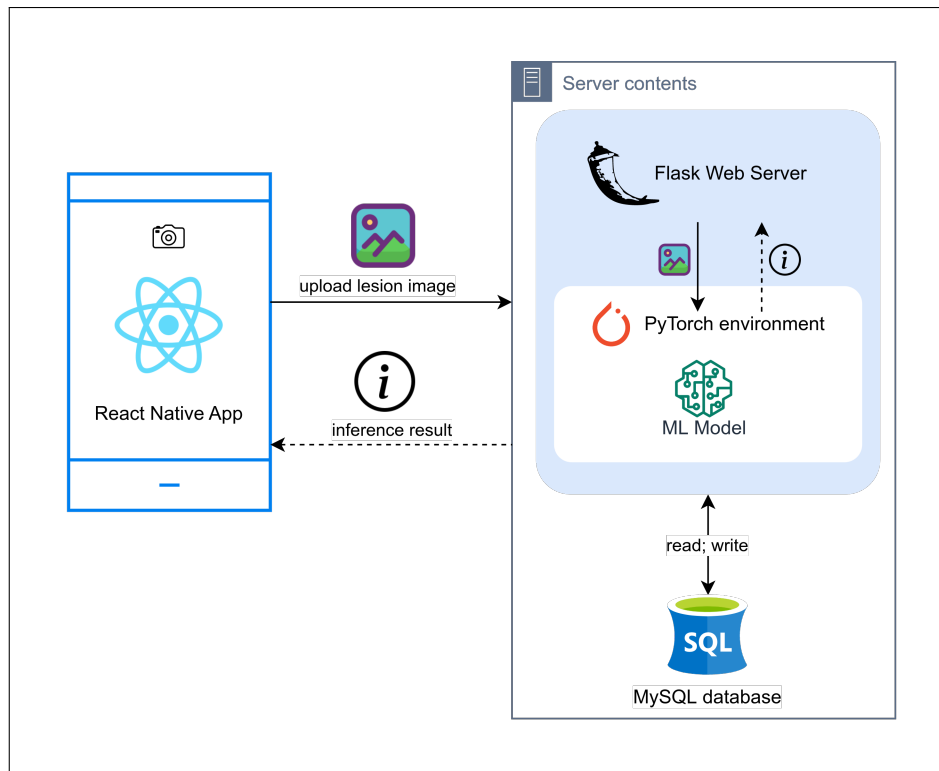 Server contents
Flask Web Server
upload lesion image
i
PyTorch environment
React Native App
i
inference result
ML Model
read; write
SQL
MySQL database